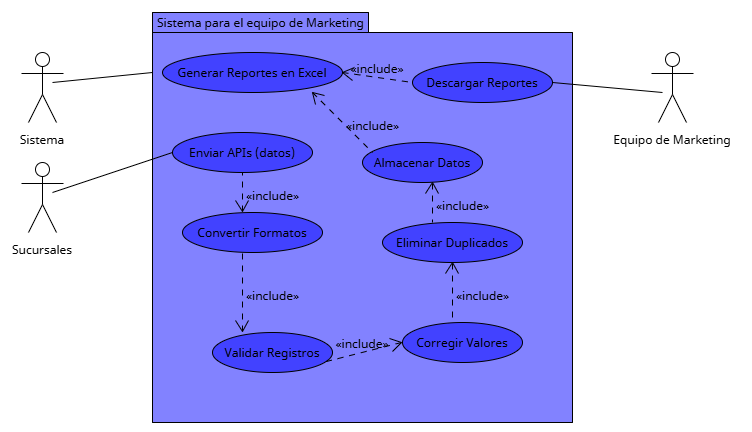 Sistema para el equipo de Marketing
Generar Reportes en Excel
«include»
Descargar Reportes
Sistema
Equipo de Marketing
«include»
Enviar APIs (datos)
Almacenar Datos
«include»
«include»
Sucursales
Convertir Formatos
Eliminar Duplicados
«include»
«include»
Validar Registros
«include»
Corregir Valores